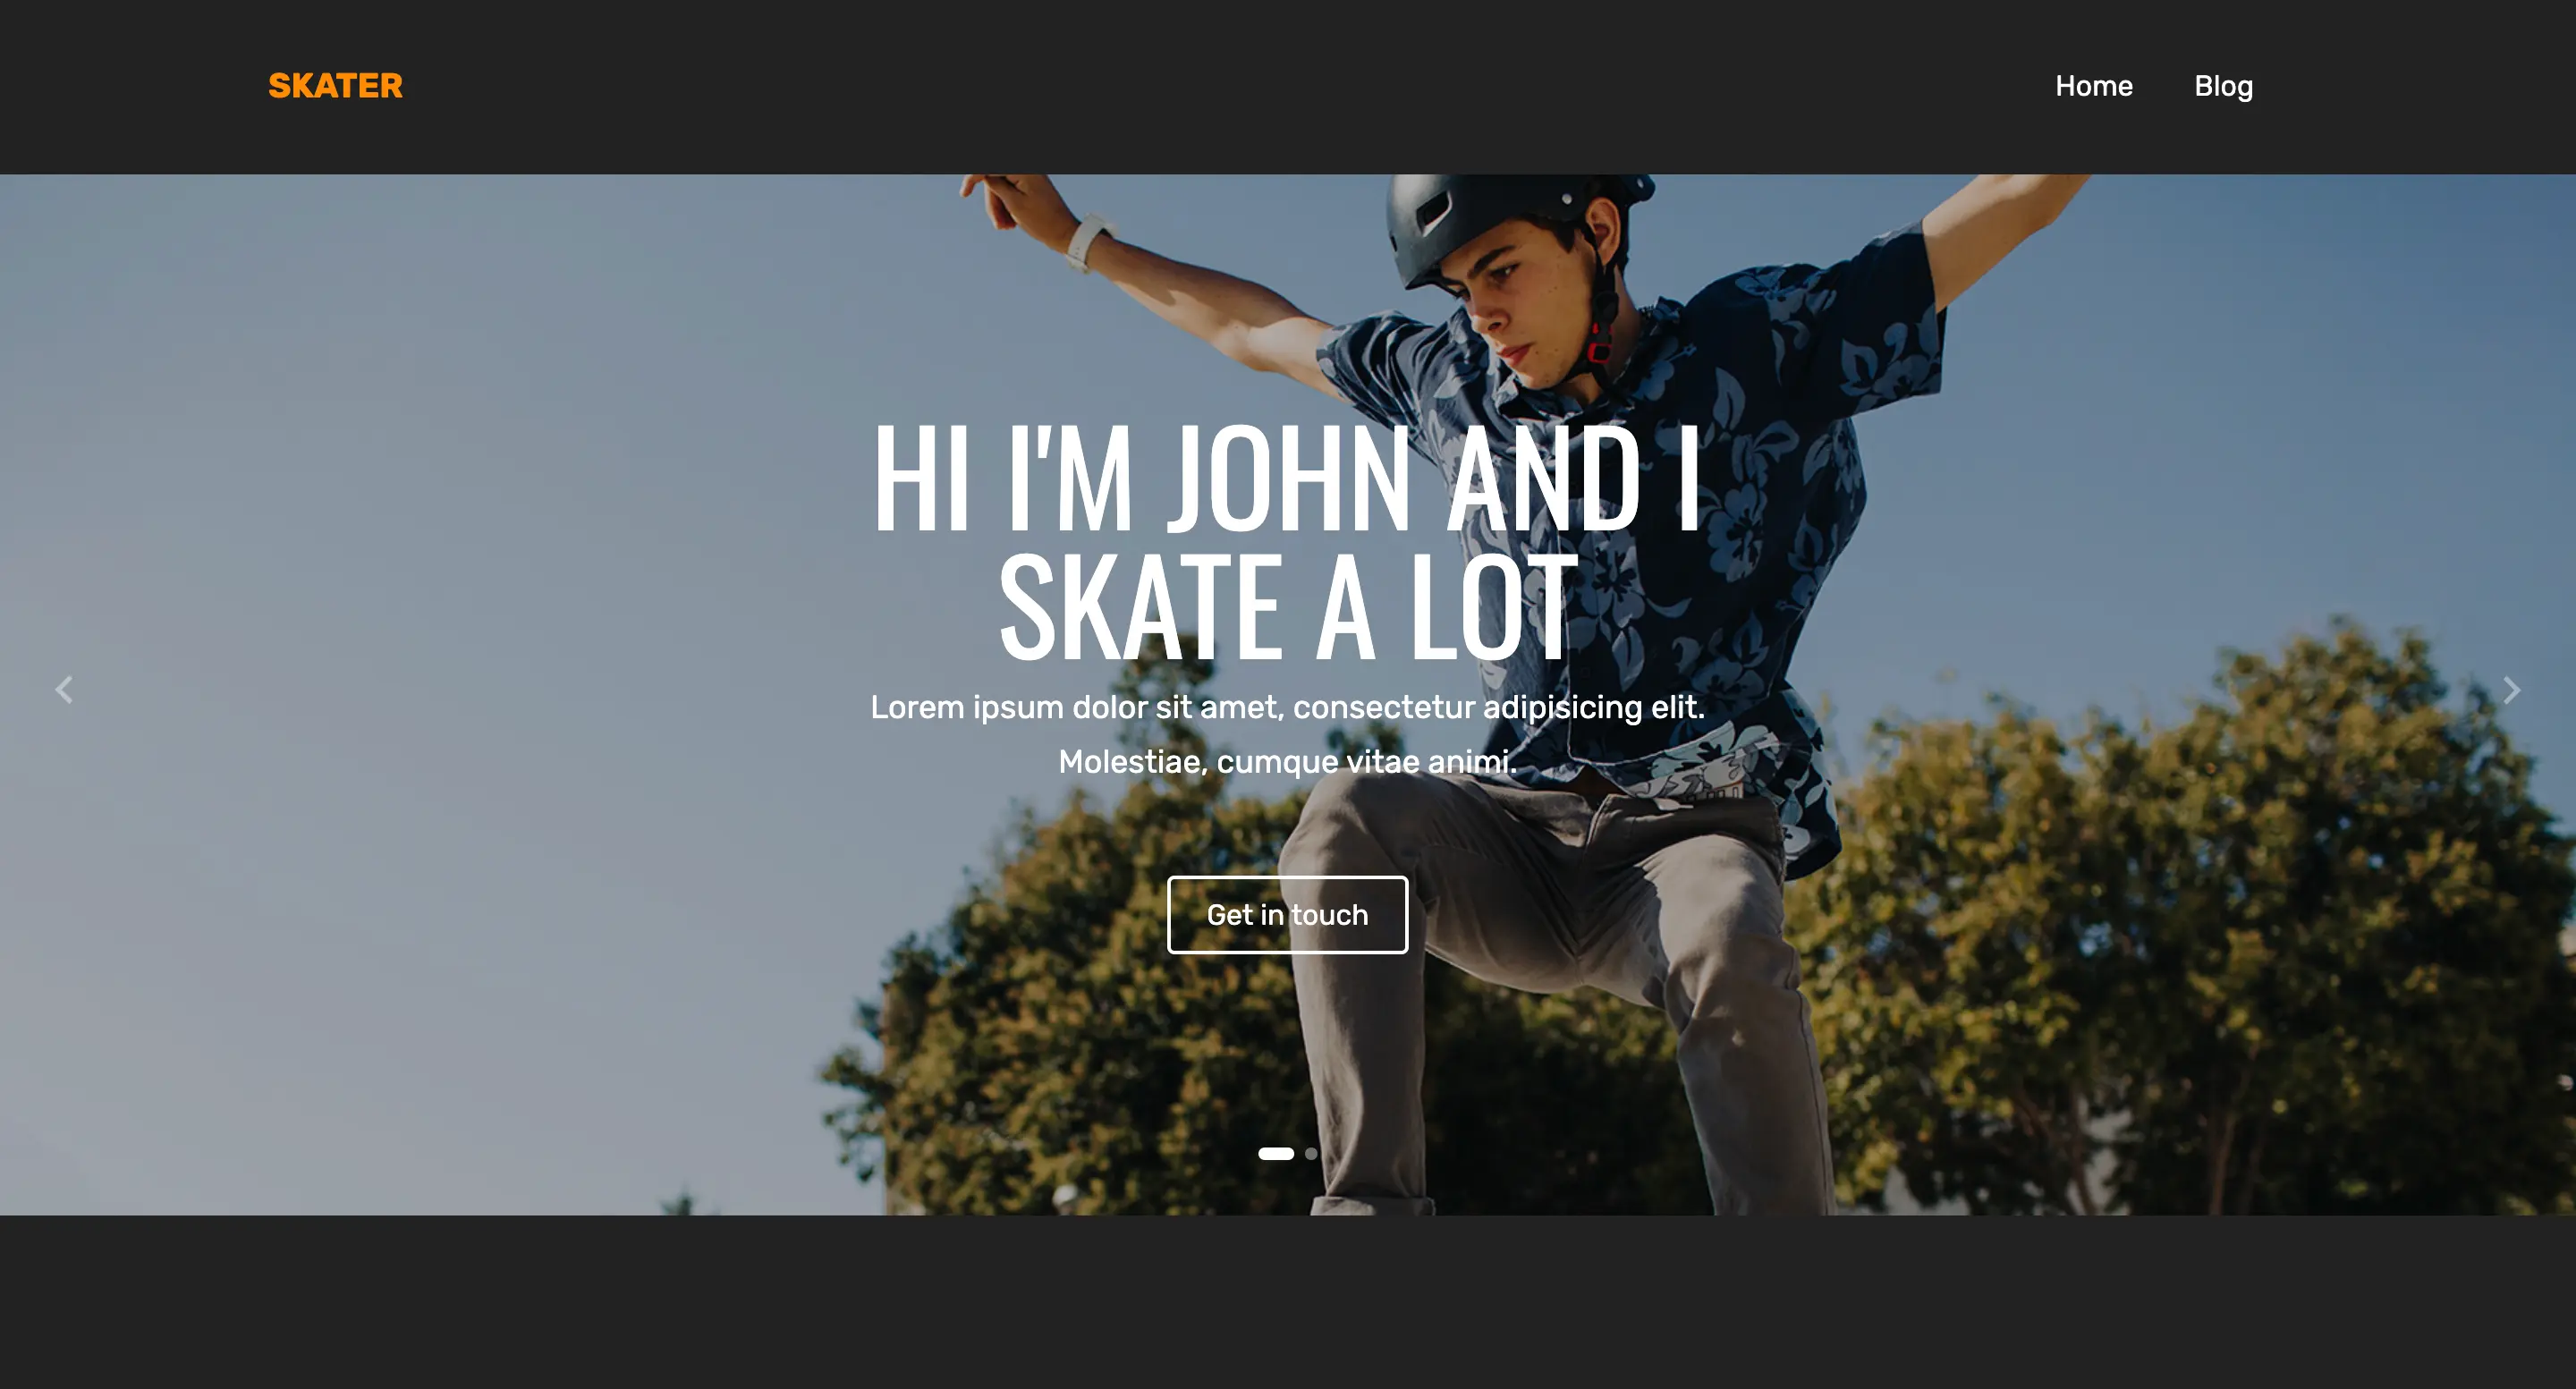 SKATER
Home
Blog
HI I'M JOHN AND I
SKATE A LOT
Lorem ipsum dolor sit amet, consectetur adipisicing elit.
Molestiae, cumque vitae animi.
Get in touch